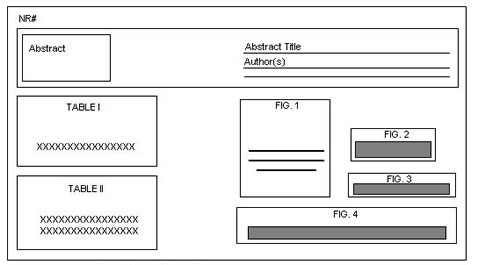 NR#
Abstract
Abstract Title
Author(s)
TABLE I
XXXXXXXXXXXXXXXX
TABLE II
XXXXXXXXXXXXXXXX
XXXXXXXXXXXXXXXX
FIG. 1
FIG. 2
FIG. 3
FIG. 4